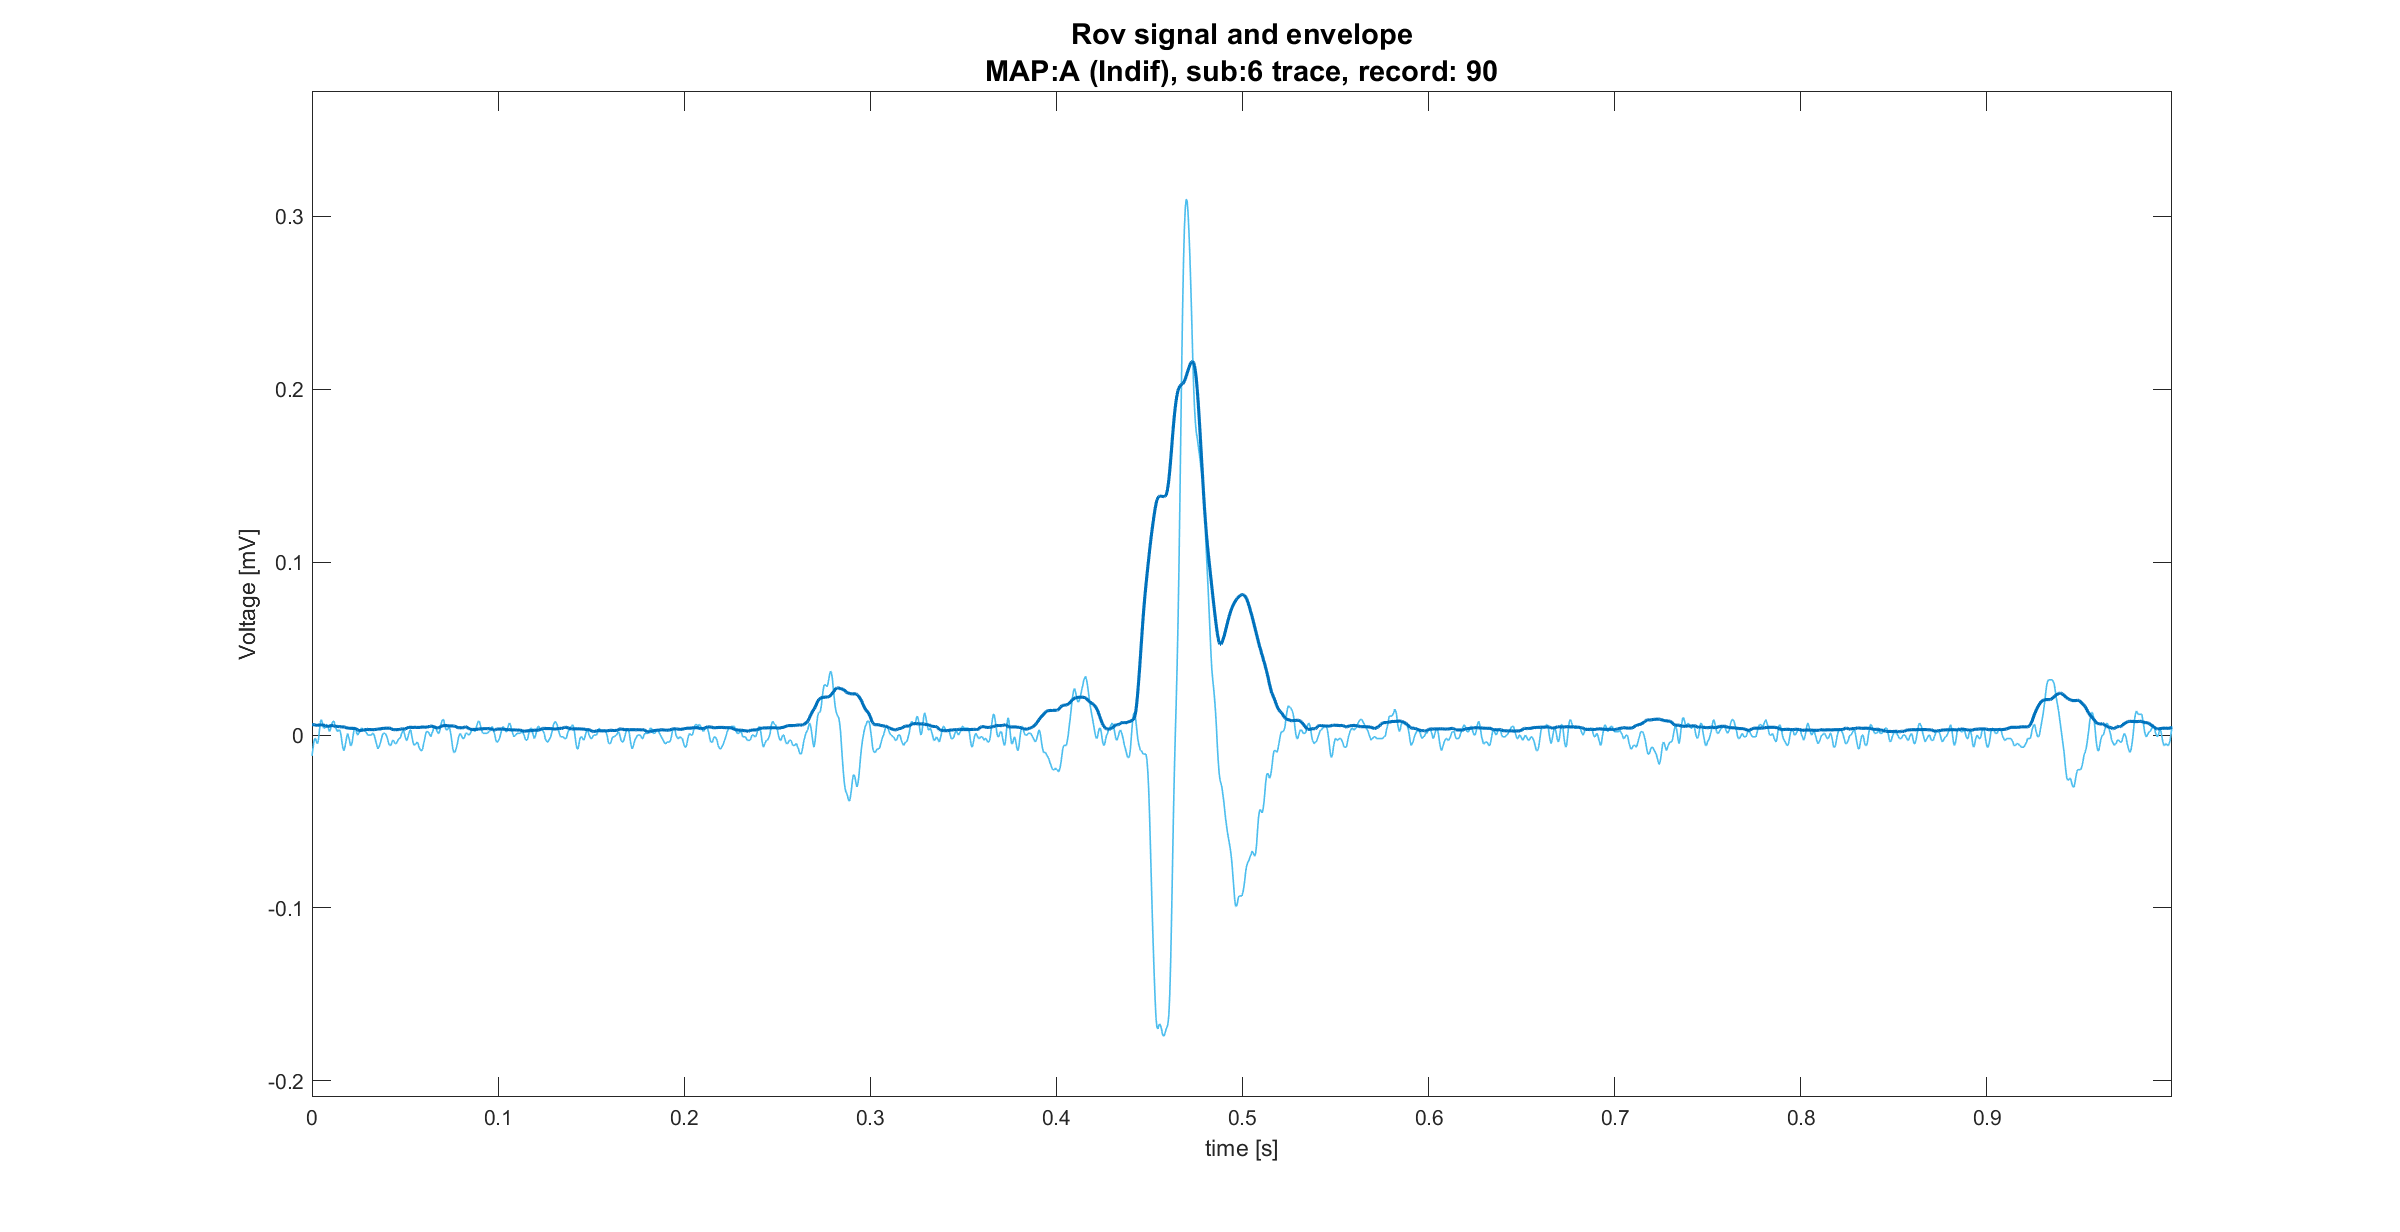 Rov signal and envelope
MAP:A (Indif), sub:6 trace, record: 90
0.3
0.2
0.1
0
-0.1
-0.2
Voltage [mV]
0 0.1 0.2 0.3 0.4 0.5 0.6 0.7 0.8 0.9
time [s]